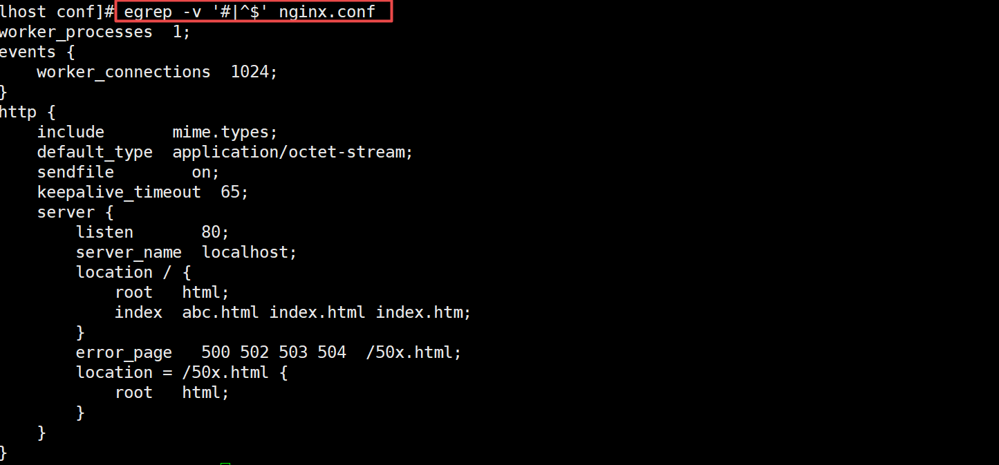 lhost conf]# egrep -v '#|^$' nginx.conf
worker_processes  1;
events {
    worker_connections  1024;
}
http {
    include       mime.types;
    default_type  application/octet-stream;
    sendfile        on;
    keepalive_timeout  65;
    server {
        listen       80;
        server_name  localhost;
        location / {
            root   html;
            index  abc.html index.html index.htm;
        }
        error_page   500 502 503 504  /50x.html;
        location = /50x.html {
            root   html;
        }
    }
}